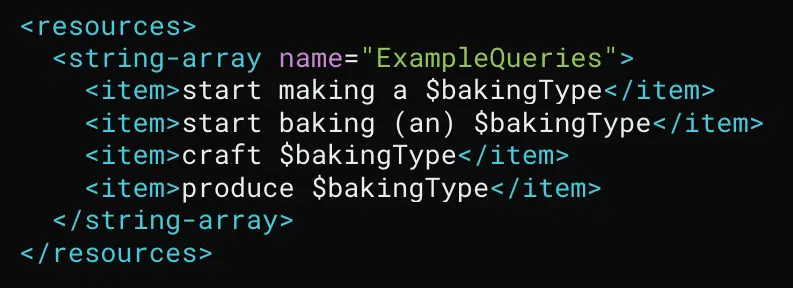 <resources>
  <string-array name="ExampleQueries">
    <item>start making a $bakingType</item>
    <item>start baking (an) $bakingType</item>
    <item>craft $bakingType</item>
    <item>produce $bakingType</item>
  </string-array>
</resources>